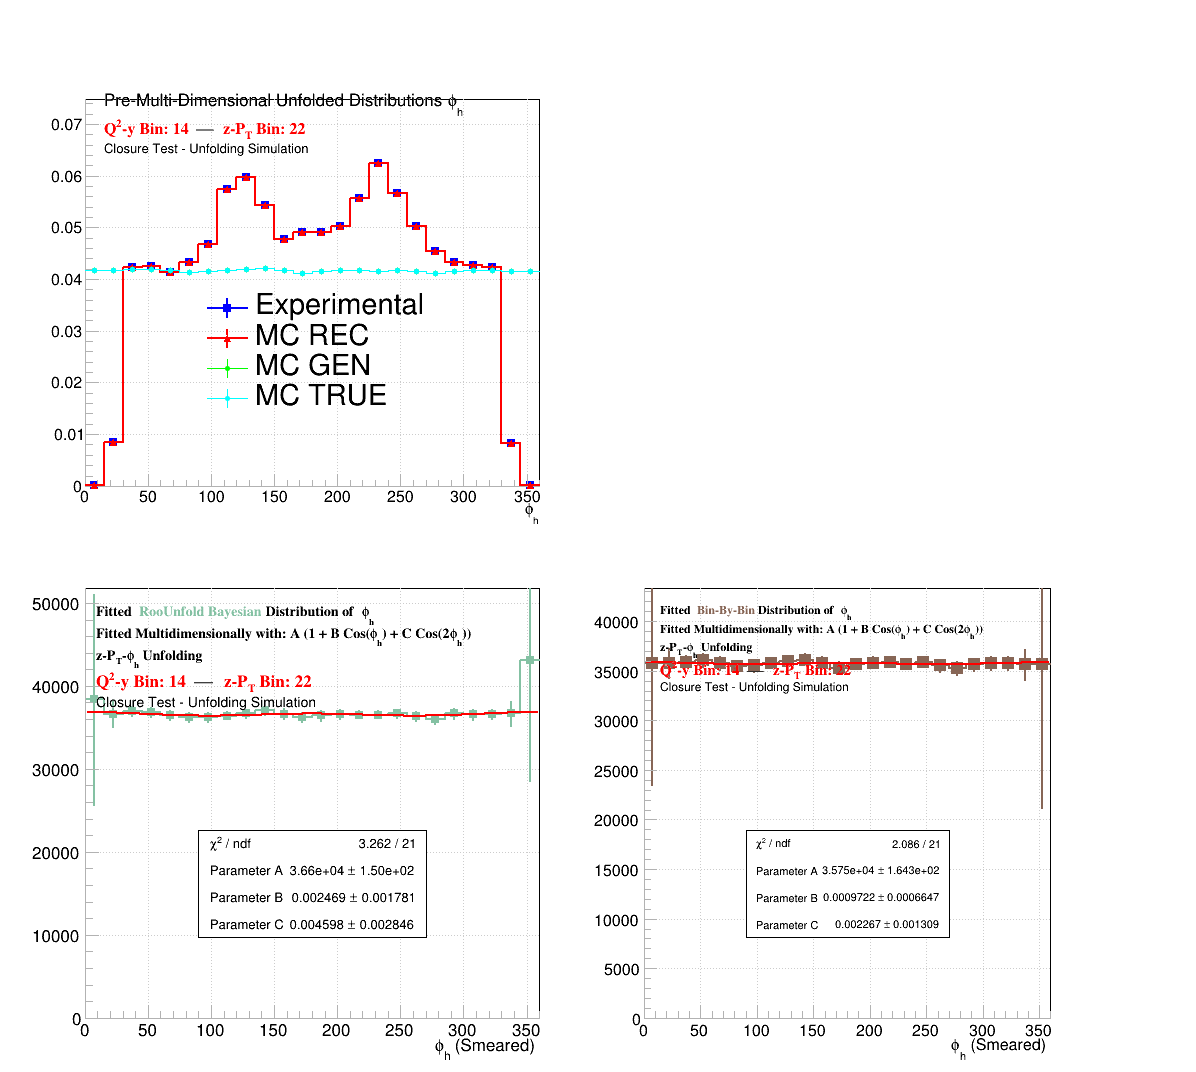 Pre-Multi-Dimensional Unfolded Distributions ϕh
Q²-y Bin: 14 — z-PT Bin: 22
Closure Test - Unfolding Simulation
0.07
0.06
0.05
0.04
0.03
0.02
0.01
0
Experimental
MC REC
MC GEN
MC TRUE
0 50 100 150 200 250 300 350
ϕh
Fitted RooUnfold Bayesian Distribution of ϕh
Fitted Multidimensionally with: A (1 + B Cos(ϕh) + C Cos(2ϕh))
z-PT-ϕh Unfolding
Q²-y Bin: 14 — z-PT Bin: 22
Closure Test - Unfolding Simulation
50000
40000
30000
20000
10000
0
χ² / ndf 3.262 / 21
Parameter A 3.66e+04 ± 1.50e+02
Parameter B 0.002469 ± 0.001781
Parameter C 0.004598 ± 0.002846
0 50 100 150 200 250 300 350
ϕh (Smeared)
Fitted Bin-By-Bin Distribution of ϕh
Fitted Multidimensionally with: A (1 + B Cos(ϕh) + C Cos(2ϕh))
z-PT-ϕh Unfolding
Q²-y Bin: 14 — z-PT Bin: 22
Closure Test - Unfolding Simulation
40000
35000
30000
25000
20000
15000
10000
5000
0
χ² / ndf 2.086 / 21
Parameter A 3.575e+04 ± 1.643e+02
Parameter B 0.0009722 ± 0.0006647
Parameter C 0.002267 ± 0.001309
0 50 100 150 200 250 300 350
ϕh (Smeared)